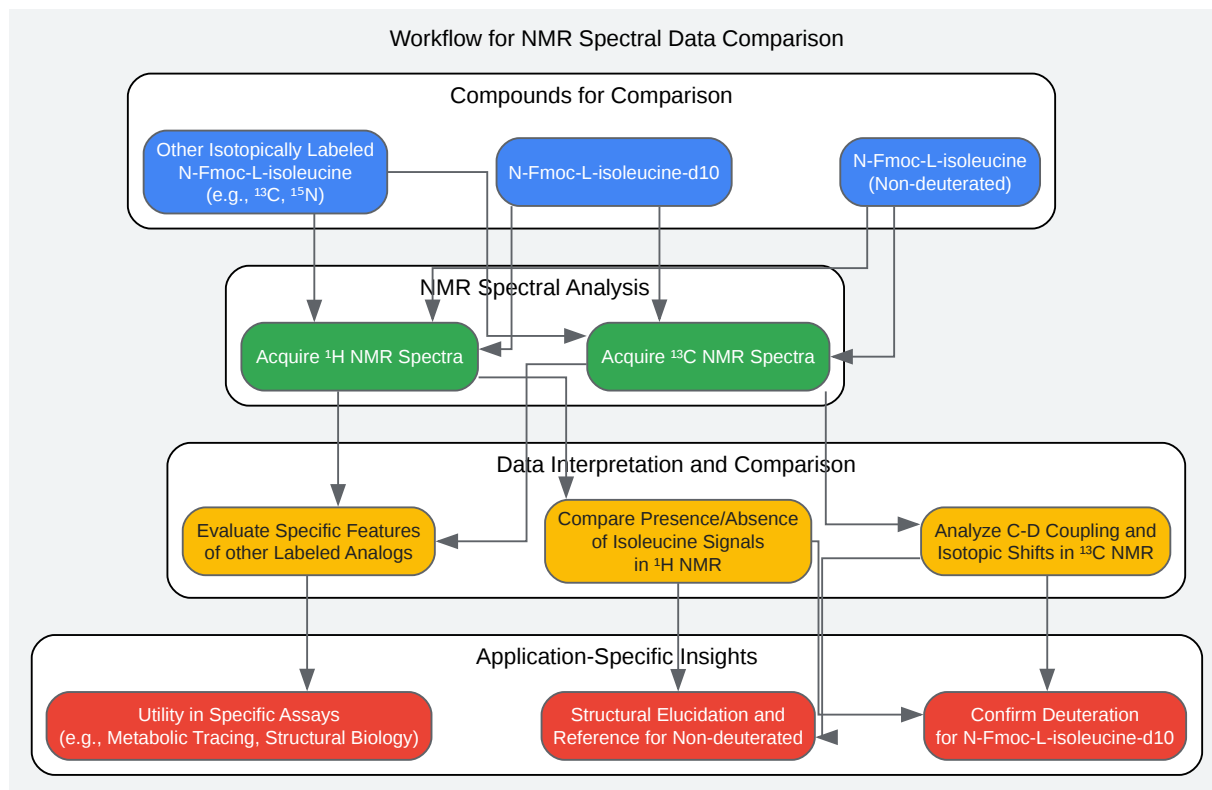 Workflow for NMR Spectral Data Comparison
Compounds for Comparison
Other Isotopically Labeled
N-Fmoc-L-isoleucine
(e.g., ¹³C, ¹⁵N)
N-Fmoc-L-isoleucine-d10
N-Fmoc-L-isoleucine
(Non-deuterated)
NMR Spectral Analysis
Acquire ¹H NMR Spectra
Acquire ¹³C NMR Spectra
Data Interpretation and Comparison
Evaluate Specific Features
of other Labeled Analogs
Compare Presence/Absence
of Isoleucine Signals
in ¹H NMR
Analyze C-D Coupling and
Isotopic Shifts in ¹³C NMR
Application-Specific Insights
Utility in Specific Assays
(e.g., Metabolic Tracing, Structural Biology)
Structural Elucidation and
Reference for Non-deuterated
Confirm Deuteration
for N-Fmoc-L-isoleucine-d10